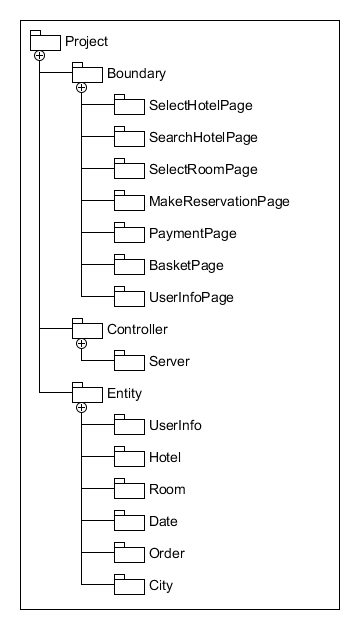 Project
Boundary
SelectHotelPage
SearchHotelPage
SelectRoomPage
MakeReservationPage
PaymentPage
BasketPage
UserInfoPage
Controller
Server
Entity
UserInfo
Hotel
Room
Date
Order
City